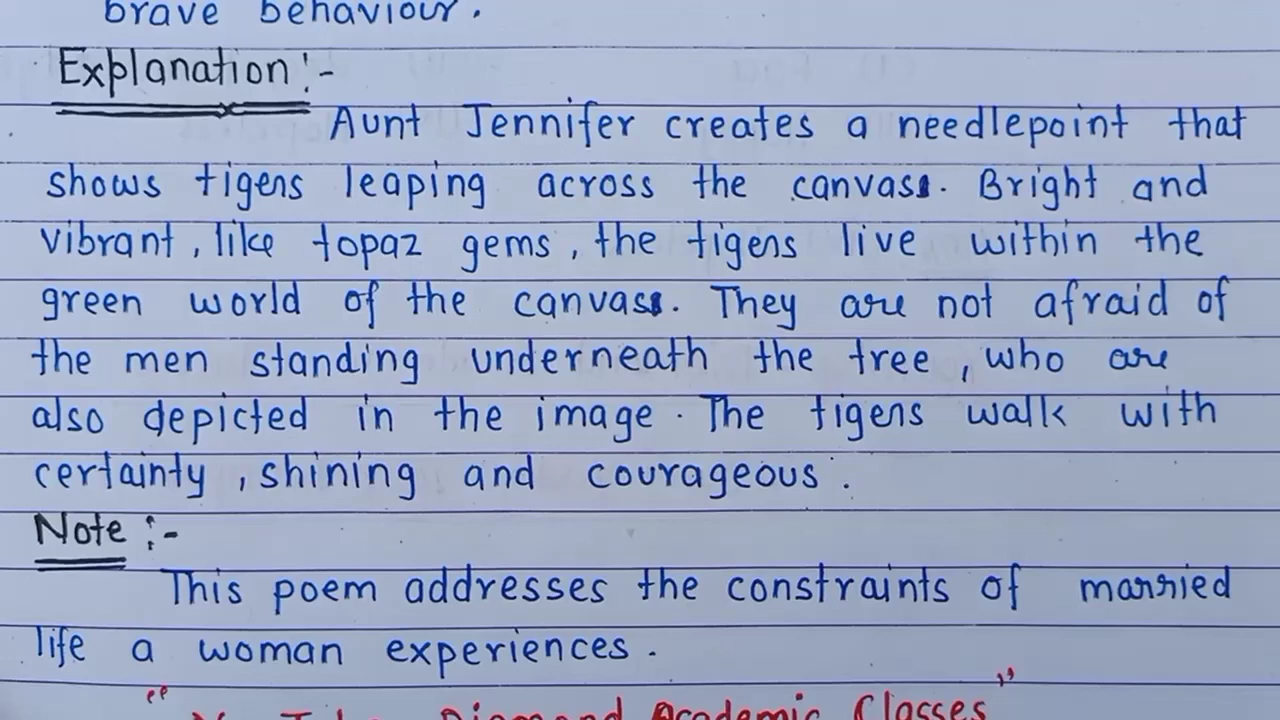 brave behaviour.
Explanation :-
Aunt Jennifer creates a needlepoint that
shows tigers leaping across the canvass. Bright and
vibrant, like topaz gems, the tigers live within the
green world of the canvass. They are not afraid of
the men standing underneath the tree, who are
also depicted in the image. The tigers walk with
certainty, shining and courageous.
Note :-
This poem addresses the constraints of married
life a woman experiences.
" Diamond Academic Classes "